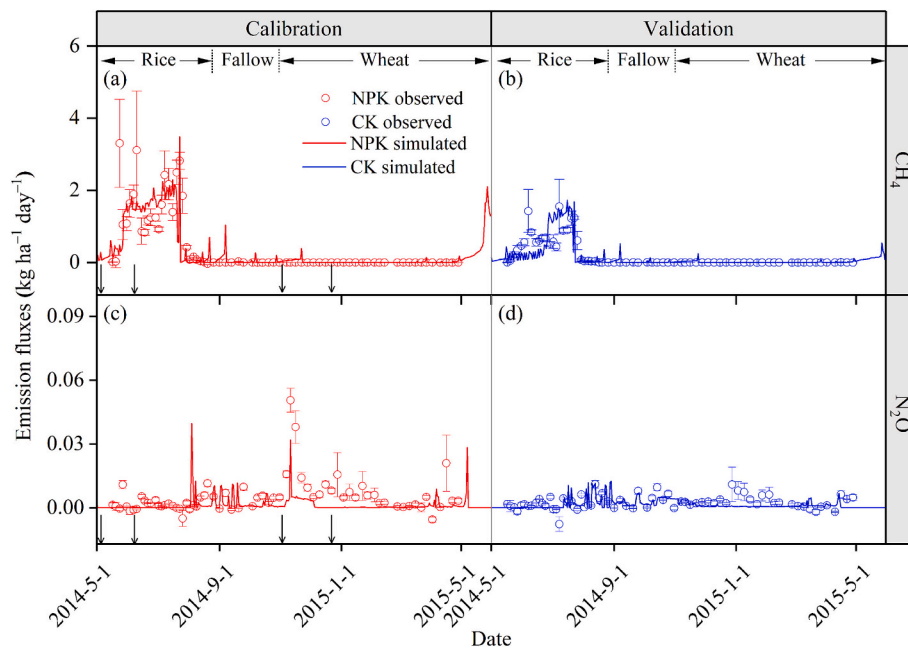 Calibration Validation
6
(a) Rice Fallow Wheat
(b) Rice Fallow Wheat
NPK observed
CK observed
NPK simulated
CK simulated
4
2
0
CH₄
Emission fluxes (kg ha⁻¹ day⁻¹)
(c) (d)
0.09
0.06
0.03
0.00
N₂O
2014-5-1 2014-9-1 2015-1-1 2015-5-1 2014-5-1 2014-9-1 2015-1-1 2015-5-1
Date